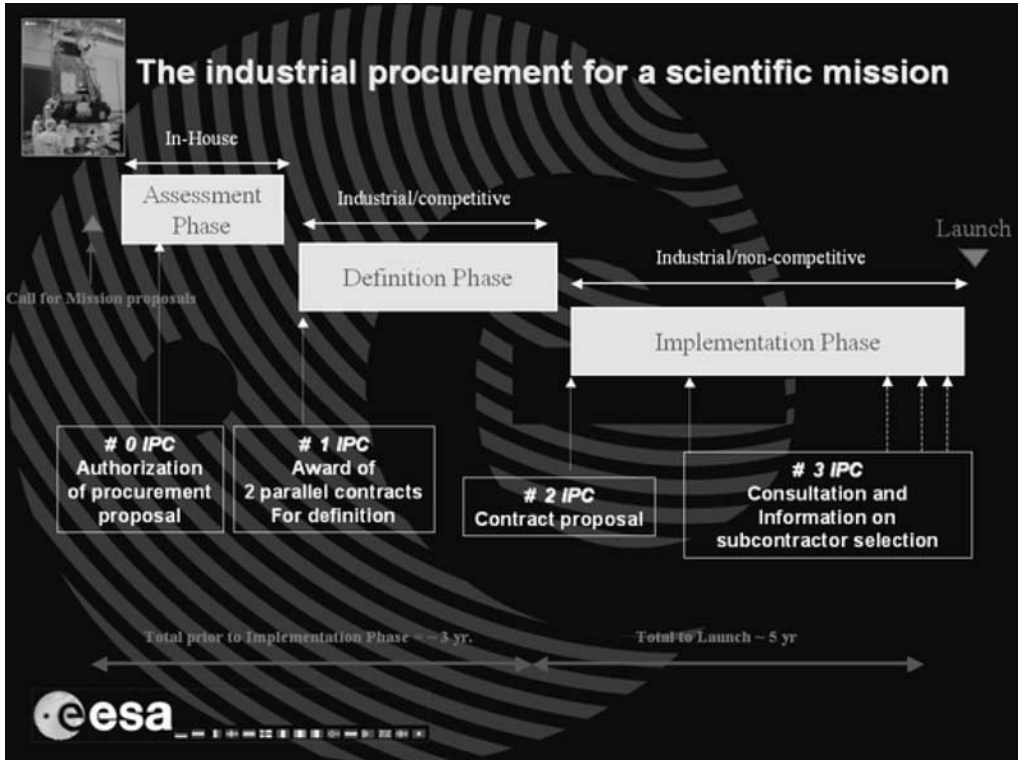 The industrial procurement for a scientific mission
In-House
Assessment
Phase
Industrial/competitive
Definition Phase
Launch
Industrial/non-competitive
Call for Mission proposals
Implementation Phase
# 0 IPC
Authorization
of procurement
proposal
# 1 IPC
Award of
2 parallel contracts
For definition
# 2 IPC
Contract proposal
# 3 IPC
Consultation and
Information on
subcontractor selection
Total prior to Implementation Phase = ~ 3 yr.
Total to Launch ~ 5 yr
esa